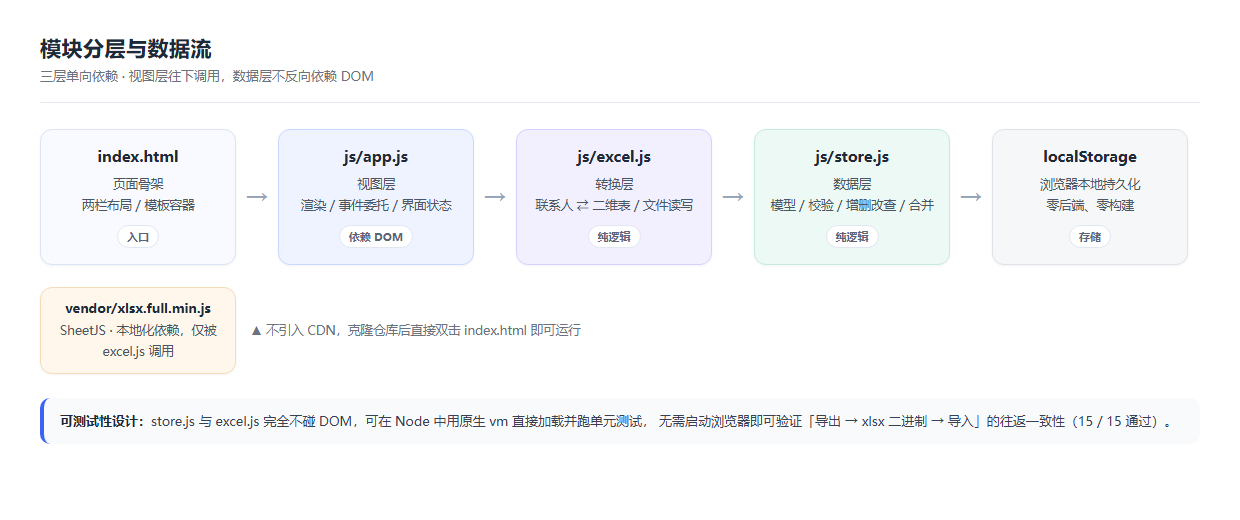 模块分层与数据流
三层单向依赖 · 视图层往下调用，数据层不反向依赖 DOM
index.html
页面骨架
两栏布局 / 模板容器
入口
→
js/app.js
视图层
渲染 / 事件委托 / 界面状态
依赖 DOM
→
js/excel.js
转换层
联系人 ⇄ 二维表 / 文件读写
纯逻辑
→
js/store.js
数据层
模型 / 校验 / 增删改查 / 合并
纯逻辑
→
localStorage
浏览器本地持久化
零后端、零构建
存储
vendor/xlsx.full.min.js
SheetJS · 本地化依赖，仅被
excel.js 调用
▲ 不引入 CDN，克隆仓库后直接双击 index.html 即可运行
可测试性设计：store.js 与 excel.js 完全不碰 DOM，可在 Node 中用原生 vm 直接加载并跑单元测试， 无需启动浏览器即可验证「导出 → xlsx 二进制 → 导入」的往返一致性（15 / 15 通过）。